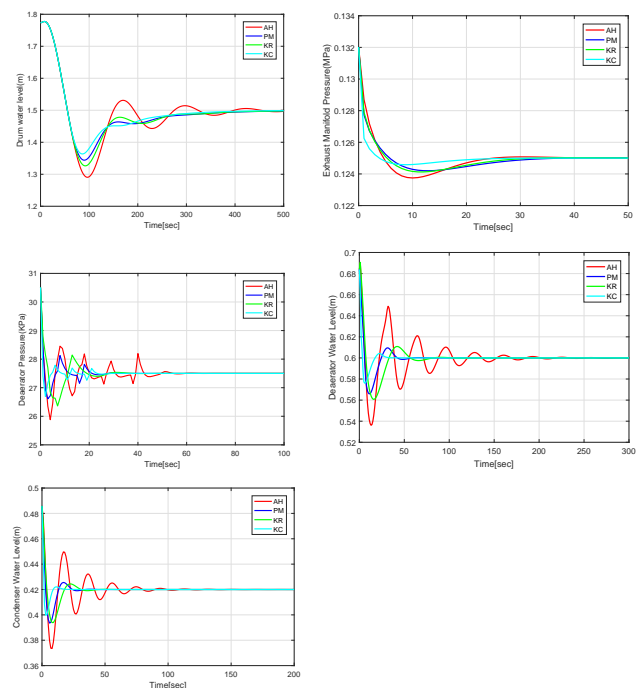 1.8
1.7
1.6
1.5
1.4
1.3
1.2
0 100 200 300 400 500
Time[sec]
Drum water level(m)
AH
PM
KR
KC
0.134
0.132
0.13
0.128
0.126
0.124
0.122
0 10 20 30 40 50
Time[sec]
Exhaust Manifold Pressure(MPa)
AH
PM
KR
KC
31
30
29
28
27
26
25
0 20 40 60 80 100
Time[sec]
Deaerator Pressure(KPa)
AH
PM
KR
KC
0.7
0.68
0.66
0.64
0.62
0.6
0.58
0.56
0.54
0.52
0 50 100 150 200 250 300
Time[sec]
Deaerator Water Level(m)
AH
PM
KR
KC
0.5
0.48
0.46
0.44
0.42
0.4
0.38
0.36
0 50 100 150 200
Time[sec]
Condenser Water Level(m)
AH
PM
KR
KC